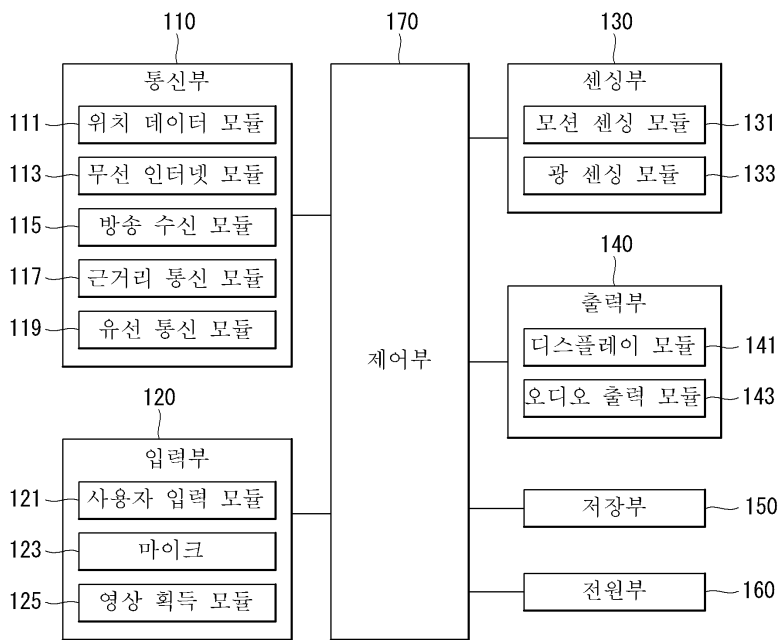 110
통신부
111
위치 데이터 모듈
113
무선 인터넷 모듈
115
방송 수신 모듈
117
근거리 통신 모듈
119
유선 통신 모듈
120
입력부
121
사용자 입력 모듈
123
마이크
125
영상 획득 모듈
170
제어부
130
센싱부
모션 센싱 모듈
131
광 센싱 모듈
133
140
출력부
디스플레이 모듈
141
오디오 출력 모듈
143
저장부
150
전원부
160